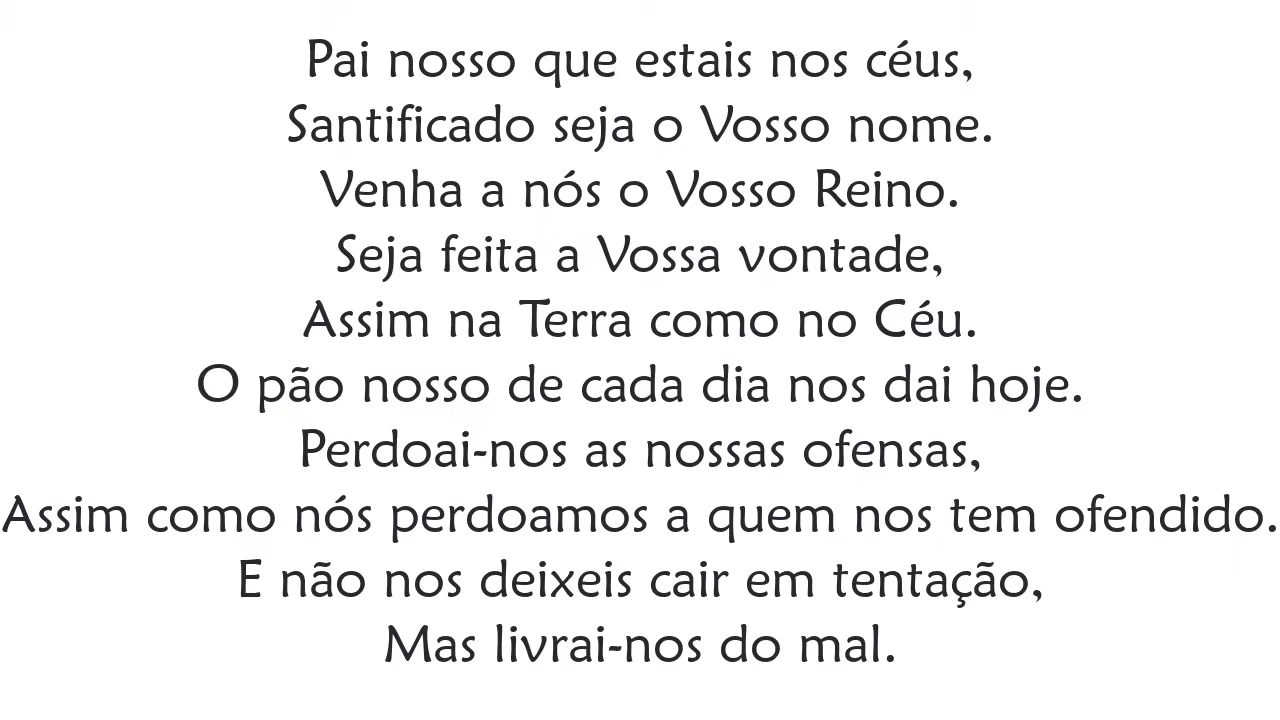 Pai nosso que estais nos céus,
Santificado seja o Vosso nome.
Venha a nós o Vosso Reino.
Seja feita a Vossa vontade,
Assim na Terra como no Céu.
O pão nosso de cada dia nos dai hoje.
Perdoai-nos as nossas ofensas,
Assim como nós perdoamos a quem nos tem ofendido.
E não nos deixeis cair em tentação,
Mas livrai-nos do mal.